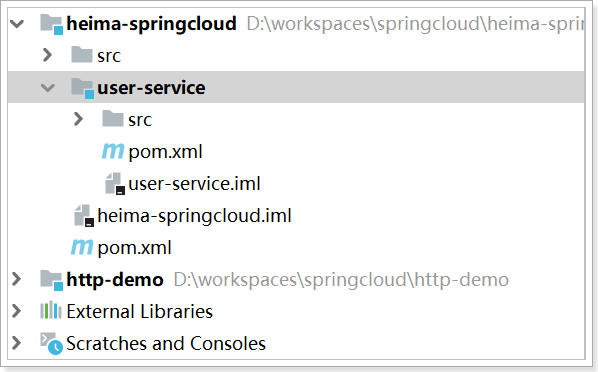 heima-springcloud D:\workspaces\springcloud\heima-sprin
src
user-service
src
pom.xml
user-service.iml
heima-springcloud.iml
pom.xml
http-demo D:\workspaces\springcloud\http-demo
External Libraries
Scratches and Consoles